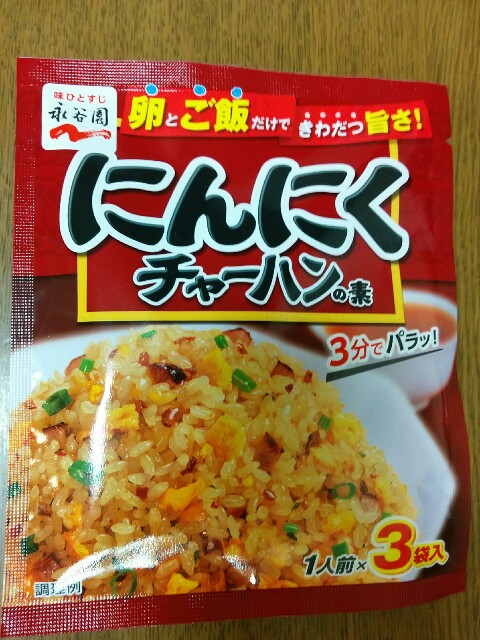 味ひとすじ
永谷園
卵とご飯だけで きわだつ旨さ!
にんにく
チャーハンの素
3分でパラッ!
1人前×3袋入
調理例